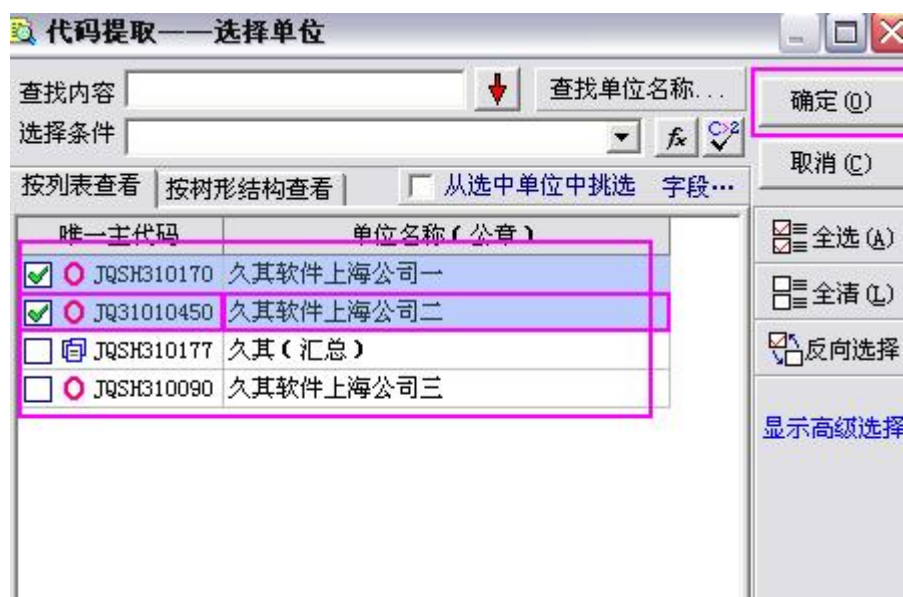 代码提取——选择单位
查找内容
查找单位名称...
确定(O)
选择条件
fx
C>2
取消(C)
按列表查看
按树形结构查看
从选中单位中挑选
字段...
唯一主代码
单位名称(公章)
全选(A)
JQSH310170
久其软件上海公司一
JQ31010450
久其软件上海公司二
全清(L)
JQSH310177
久其(汇总)
反向选择
JQSH310090
久其软件上海公司三
显示高级选择